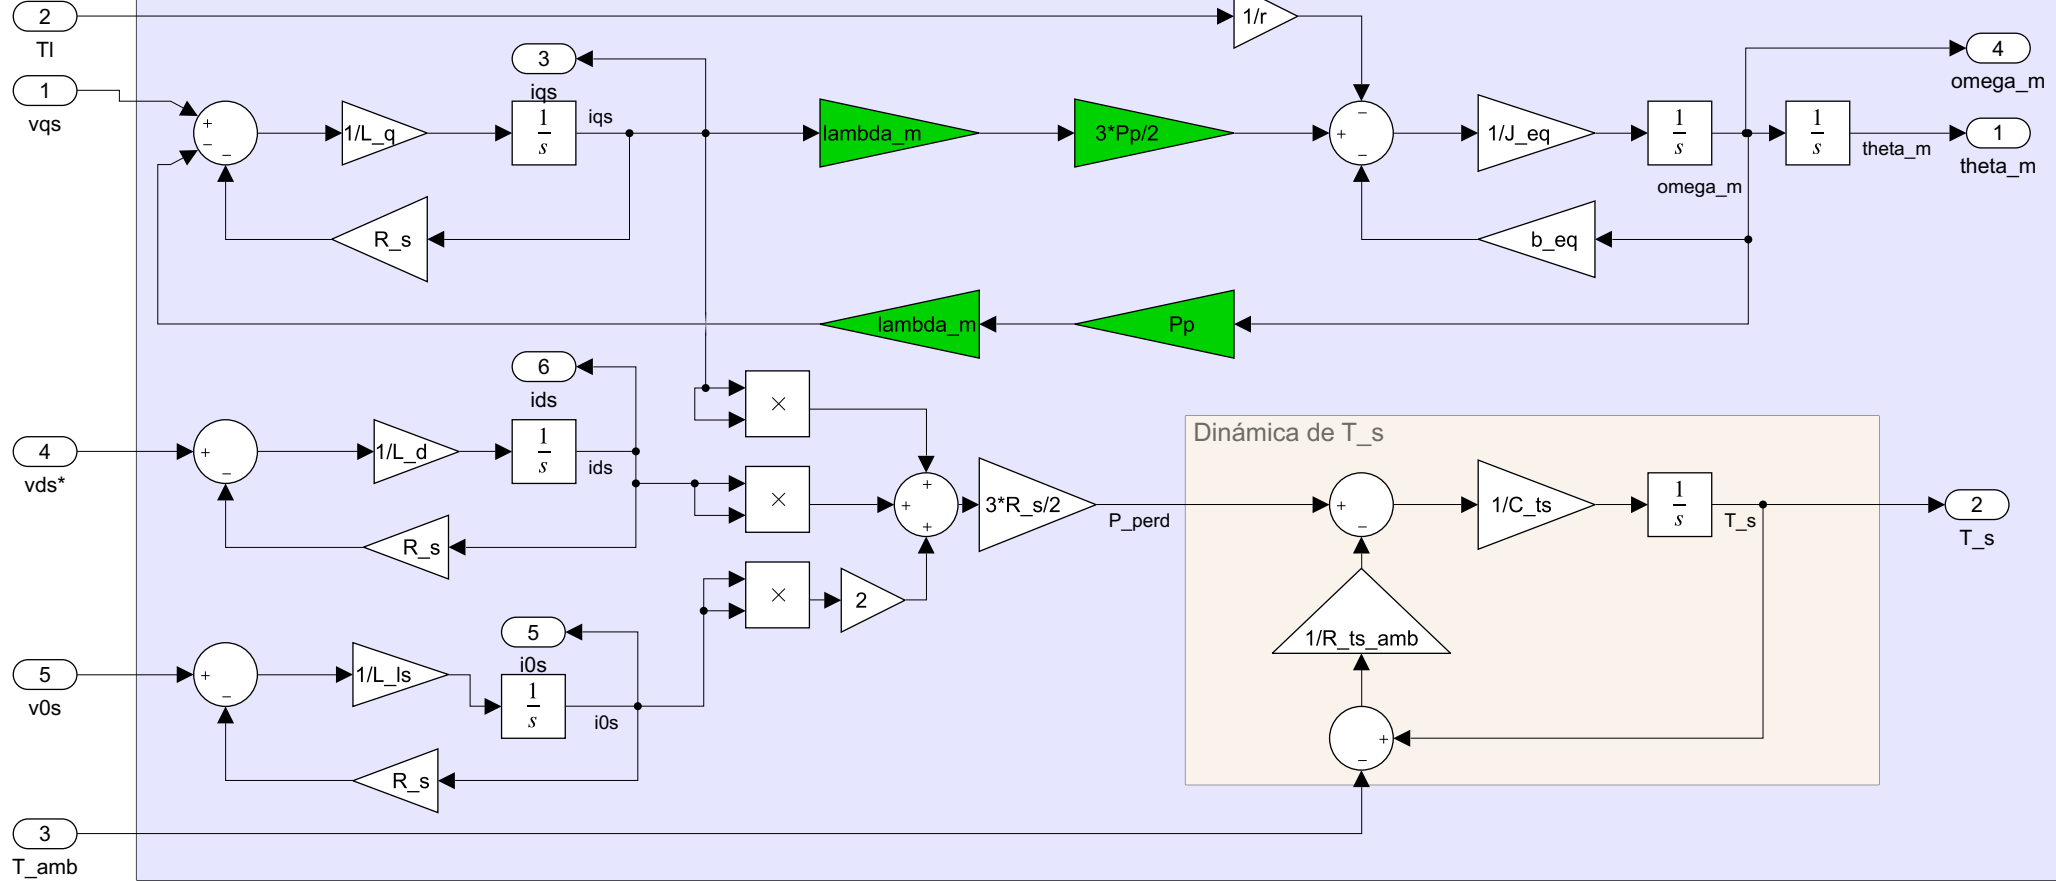 2
Tl
1/r
3
iqs
4
omega_m
1
vqs
+
−
−
1/L_q
1
s
iqs
lambda_m
3*Pp/2
−
+
−
1/J_eq
1
s
omega_m
1
s
theta_m
1
theta_m
R_s
b_eq
lambda_m
Pp
6
ids
×
4
vds*
+
−
1/L_d
1
s
ids
R_s
×
+
+
+
3*R_s/2
P_perd
Dinámica de T_s
+
−
1/C_ts
1
s
T_s
2
T_s
×
2
1/R_ts_amb
5
i0s
5
v0s
+
−
1/L_ls
1
s
i0s
R_s
+
−
3
T_amb